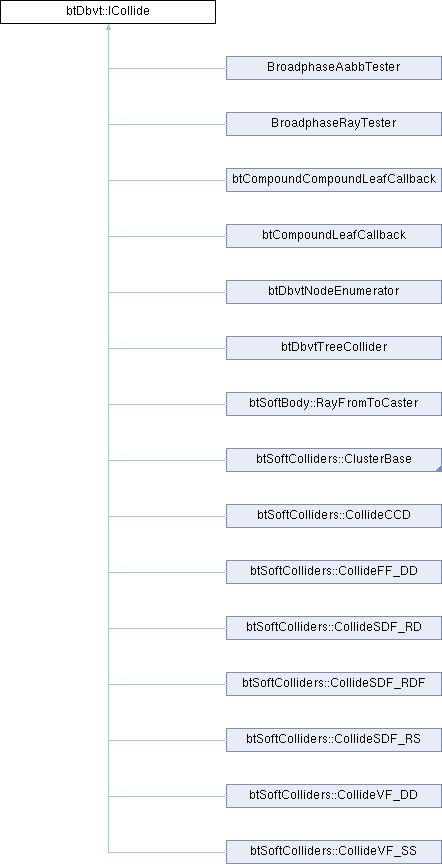 btDbvt::ICollide
BroadphaseAabbTester
BroadphaseRayTester
btCompoundCompoundLeafCallback
btCompoundLeafCallback
btDbvtNodeEnumerator
btDbvtTreeCollider
btSoftBody::RayFromToCaster
btSoftColliders::ClusterBase
btSoftColliders::CollideCCD
btSoftColliders::CollideFF_DD
btSoftColliders::CollideSDF_RD
btSoftColliders::CollideSDF_RDF
btSoftColliders::CollideSDF_RS
btSoftColliders::CollideVF_DD
btSoftColliders::CollideVF_SS